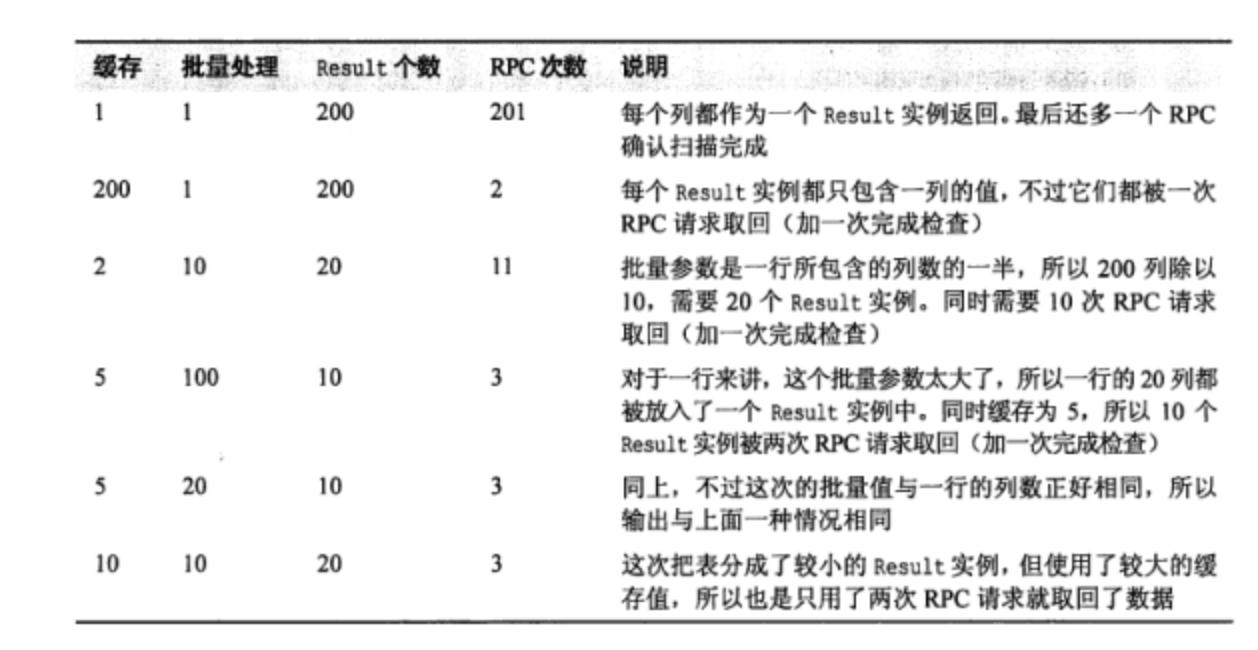 缓存 批量处理 Result 个数 RPC 次数 说明
1 1 200 201 每个列都作为一个 Result 实例返回。最后还多一个 RPC
确认扫描完成
200 1 200 2 每个 Result 实例都只包含一列的值，不过它们都被一次
RPC 请求取回（加一次完成检查）
2 10 20 11 批量参数是一行所包含的列数的一半，所以 200 列除以
10，需要 20 个 Result 实例。同时需要 10 次 RPC 请求
取回（加一次完成检查）
5 100 10 3 对于一行来讲，这个批量参数太大了，所以一行的 20 列都
被放入了一个 Result 实例中。同时缓存为 5，所以 10 个
Result 实例被两次 RPC 请求取回（加一次完成检查）
5 20 10 3 同上，不过这次的批量值与一行的列数正好相同，所以
输出与上面一种情况相同
10 10 20 3 这次把表分成了较小的 Result 实例，但使用了较大的缓
存值，所以也是只用了两次 RPC 请求就取回了数据